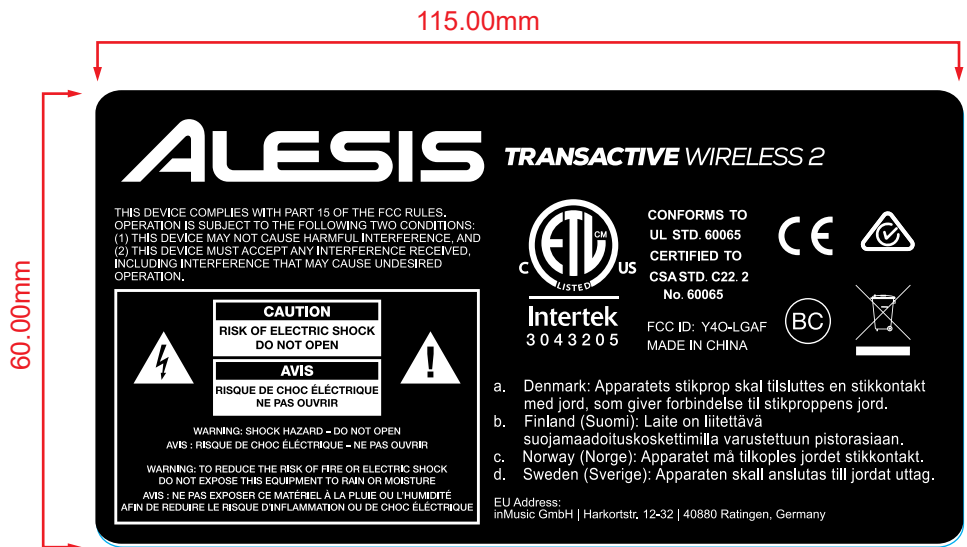 115.00mm
60.00mm
ALESIS
TRANSACTIVE WIRELESS 2
THIS DEVICE COMPLIES WITH PART 15 OF THE FCC RULES.
OPERATION IS SUBJECT TO THE FOLLOWING TWO CONDITIONS:
(1) THIS DEVICE MAY NOT CAUSE HARMFUL INTERFERENCE, AND
(2) THIS DEVICE MUST ACCEPT ANY INTERFERENCE RECEIVED,
INCLUDING INTERFERENCE THAT MAY CAUSE UNDESIRED
OPERATION.
CAUTION
RISK OF ELECTRIC SHOCK
DO NOT OPEN
AVIS
RISQUE DE CHOC ÉLÉCTRIQUE
NE PAS OUVRIR
WARNING: SHOCK HAZARD – DO NOT OPEN
AVIS : RISQUE DE CHOC ÉLÉCTRIQUE – NE PAS OUVRIR
WARNING: TO REDUCE THE RISK OF FIRE OR ELECTRIC SHOCK
DO NOT EXPOSE THIS EQUIPMENT TO RAIN OR MOISTURE
AVIS : NE PAS EXPOSER CE MATÉRIEL À LA PLUIE OU L'HUMIDITÉ
AFIN DE REDUIRE LE RISQUE D'INFLAMMATION OU DE CHOC ÉLÉCTRIQUE
ETL CM
C US
LISTED
Intertek
3043205
CONFORMS TO
UL STD. 60065
CERTIFIED TO
CSA STD. C22. 2
No. 60065
FCC ID: Y4O-LGAF
MADE IN CHINA
CE
BC
a. Denmark: Apparatets stikprop skal tilsluttes en stikkontakt
med jord, som giver forbindelse til stikproppens jord.
b. Finland (Suomi): Laite on liitettävä
suojamaadoituskoskettimilla varustettuun pistorasiaan.
c. Norway (Norge): Apparatet må tilkoples jordet stikkontakt.
d. Sweden (Sverige): Apparaten skall anslutas till jordat uttag.
EU Address:
inMusic GmbH | Harkortstr. 12-32 | 40880 Ratingen, Germany